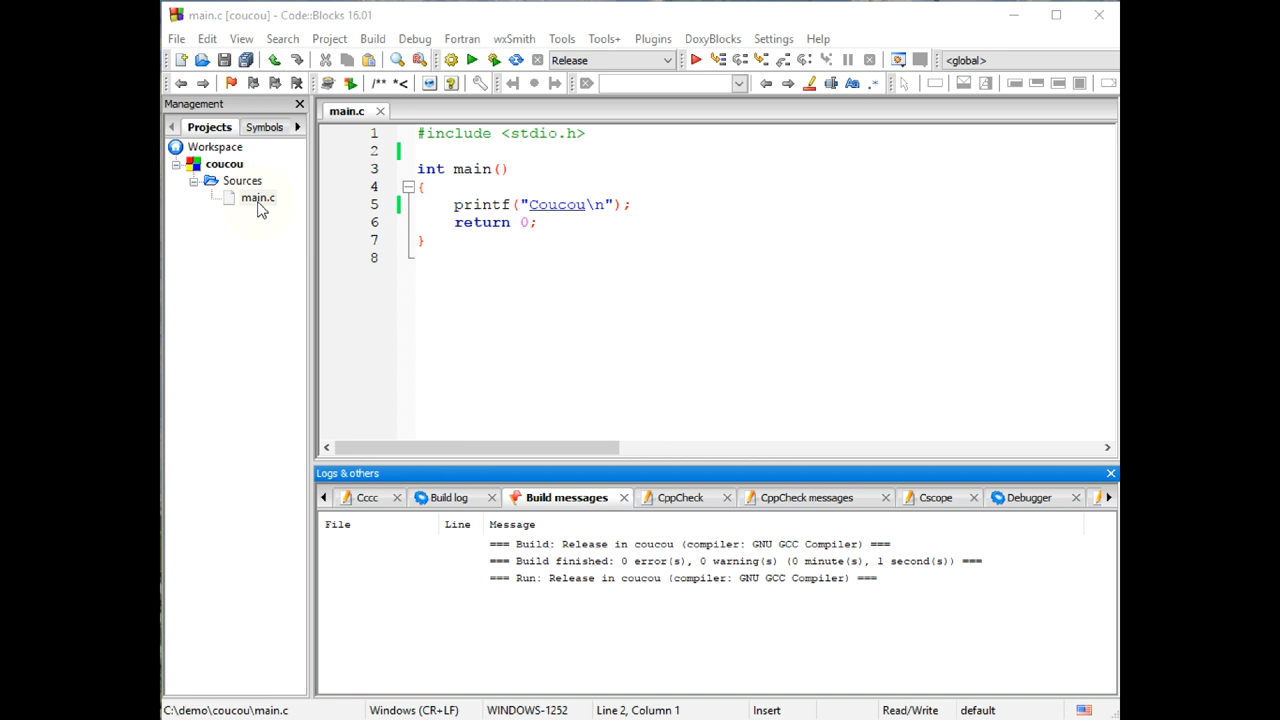 main.c [coucou] - Code::Blocks 16.01
File Edit View Search Project Build Debug Fortran wxSmith Tools Tools+ Plugins DoxyBlocks Settings Help
Release
<global>
/** *<
Management
Projects Symbols
Workspace
coucou
Sources
main.c
main.c
1 #include <stdio.h>
2
3 int main()
4 {
5 printf("Coucou\n");
6 return 0;
7 }
8
Logs & others
Cccc Build log Build messages CppCheck CppCheck messages Cscope Debugger
File Line Message
=== Build: Release in coucou (compiler: GNU GCC Compiler) ===
=== Build finished: 0 error(s), 0 warning(s) (0 minute(s), 1 second(s)) ===
=== Run: Release in coucou (compiler: GNU GCC Compiler) ===
C:\demo\coucou\main.c Windows (CR+LF) WINDOWS-1252 Line 2, Column 1 Insert Read/Write default